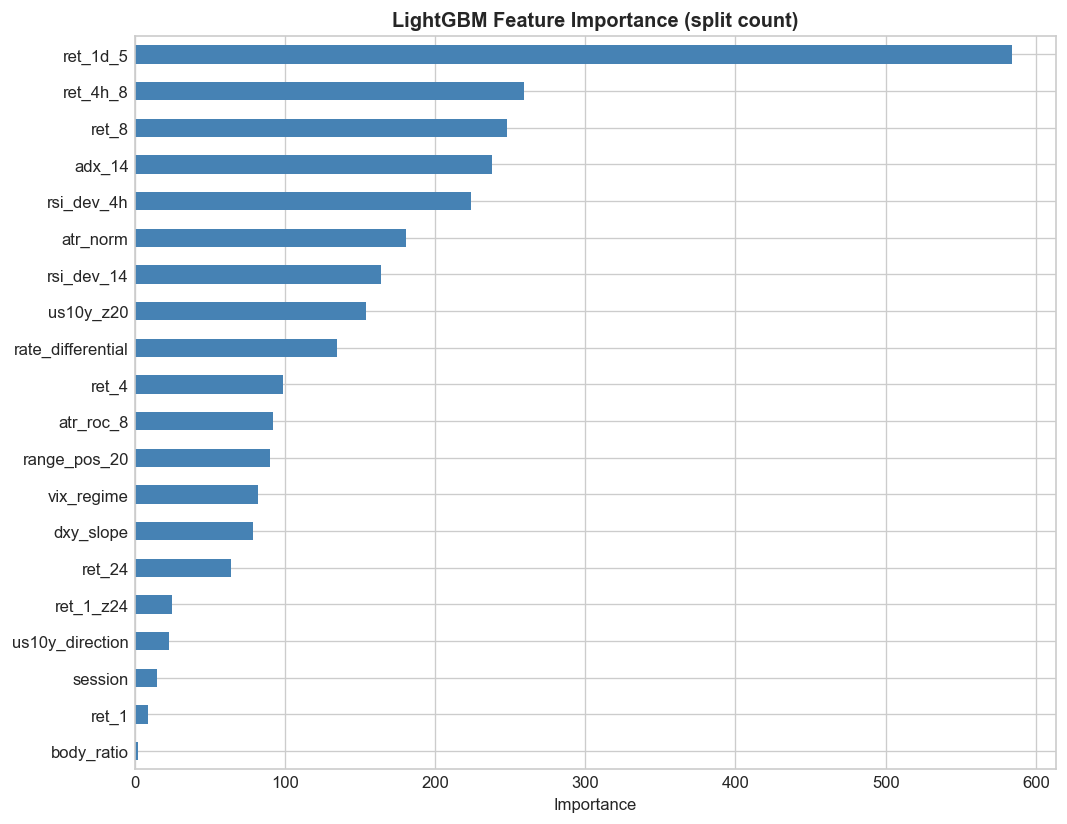 LightGBM Feature Importance (split count)
ret_1d_5
ret_4h_8
ret_8
adx_14
rsi_dev_4h
atr_norm
rsi_dev_14
us10y_z20
rate_differential
ret_4
atr_roc_8
range_pos_20
vix_regime
dxy_slope
ret_24
ret_1_z24
us10y_direction
session
ret_1
body_ratio
0 100 200 300 400 500 600
Importance